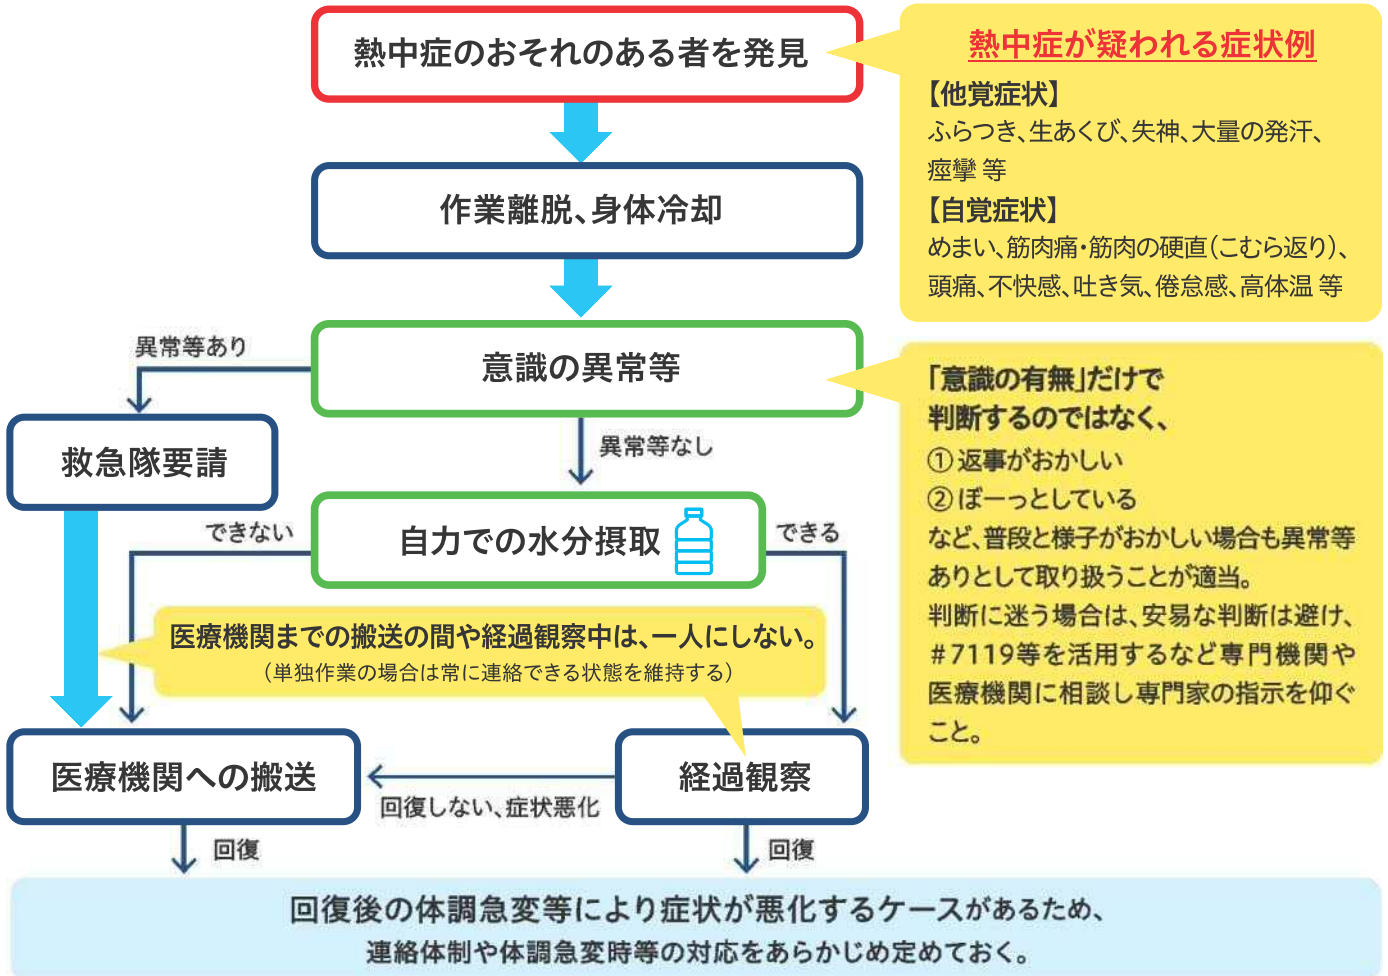 熱中症のおそれのある者を発見
熱中症が疑われる症状例
【他覚症状】
ふらつき、生あくび、失神、大量の発汗、
痙攣 等
【自覚症状】
めまい、筋肉痛・筋肉の硬直(こむら返り)、
頭痛、不快感、吐き気、倦怠感、高体温 等
作業離脱、身体冷却
意識の異常等
異常等あり
異常等なし
「意識の有無」だけで
判断するのではなく、
① 返事がおかしい
② ぼーっとしている
など、普段と様子がおかしい場合も異常等
ありとして取り扱うことが適当。
判断に迷う場合は、安易な判断は避け、
#7119等を活用するなど専門機関や
医療機関に相談し専門家の指示を仰ぐ
こと。
救急隊要請
自力での水分摂取
できない
できる
医療機関までの搬送の間や経過観察中は、一人にしない。
(単独作業の場合は常に連絡できる状態を維持する)
医療機関への搬送
経過観察
回復しない、症状悪化
回復
回復
回復後の体調急変等により症状が悪化するケースがあるため、
連絡体制や体調急変時等の対応をあらかじめ定めておく。